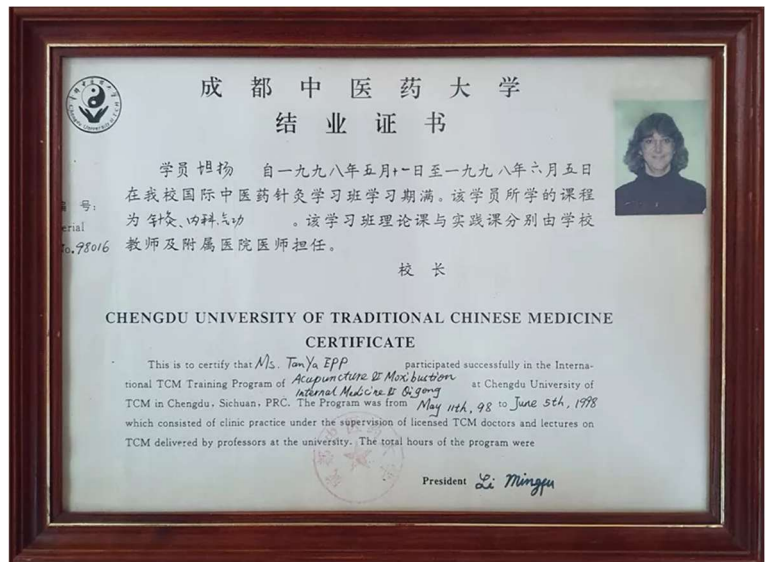 成都中医药大学
Chengdu University of TCM
结业证书
学员 坦杨 自一九九八年五月十一日至一九九八年六月五日
在我校国际中医药针灸学习班学习期满。该学员所学的课程
号:
为 针灸、内科、气功 。该学习班理论课与实践课分别由学校
erial
教师及附属医院医师担任。
o. 98016
校 长
CHENGDU UNIVERSITY OF TRADITIONAL CHINESE MEDICINE
CERTIFICATE
This is to certify that Ms. TanYa EPP participated successfully in the Interna-
tional TCM Training Program of Acupuncture & Moxibuction Internal Medicine & Qigong at Chengdu University of
TCM in Chengdu, Sichuan, PRC. The Program was from May 11th, 98 to June 5th, 1998
which consisted of clinic practice under the supervision of licensed TCM doctors and lectures on
TCM delivered by professors at the university. The total hours of the program were
President Li Mingfu